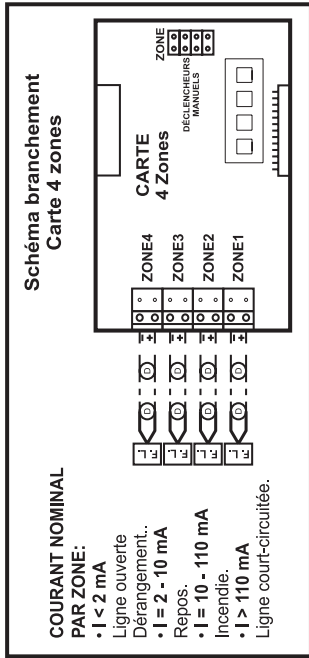 Schéma branchement
Carte 4 zones
COURANT NOMINAL
PAR ZONE:
• I < 2 mA
Ligne ouverte
Dérangement..
• I = 2 - 10 mA
Repos.
• I = 10 - 110 mA
Incendie.
• I > 110 mA
Ligne court-circuitée.
F.L.
F.L.
F.L.
F.L.
D
D
D
D
D
D
D
D
- +
- +
- +
- +
ZONE4
ZONE3
ZONE2
ZONE1
CARTE
4 Zones
ZONE
DÉCLENCHEURS
MANUELS